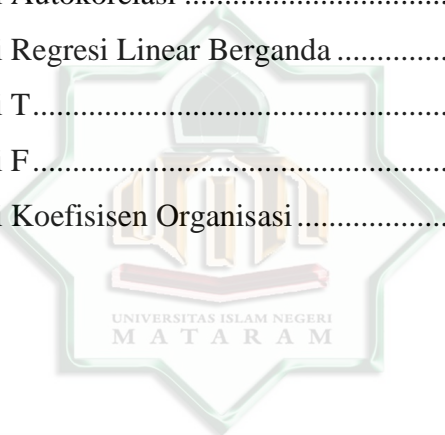 Autokorelasi ...........................
i Regresi Linear Berganda ..............
i T.......................................................
i F.......................................................
i Koefisisen Organisasi ....................
UNIVERSITAS ISLAM NEGERI
M A T A R A M